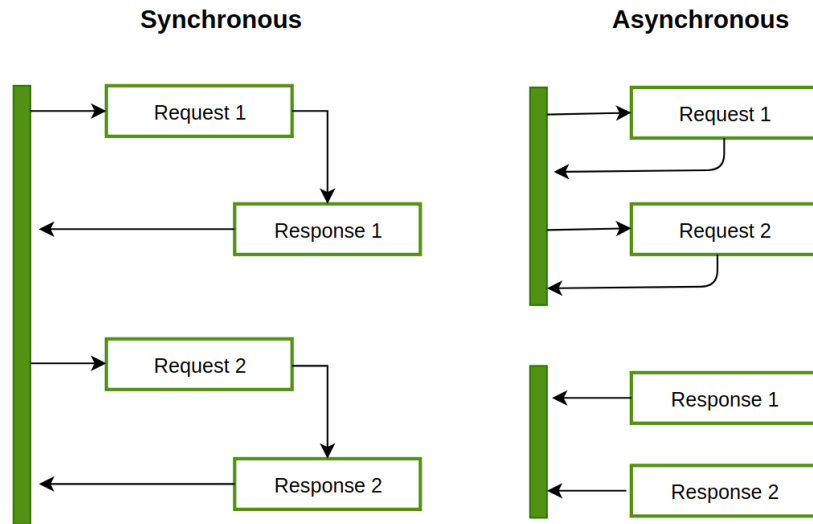 Synchronous
Request 1
Response 1
Request 2
Response 2
Asynchronous
Request 1
Request 2
Response 1
Response 2